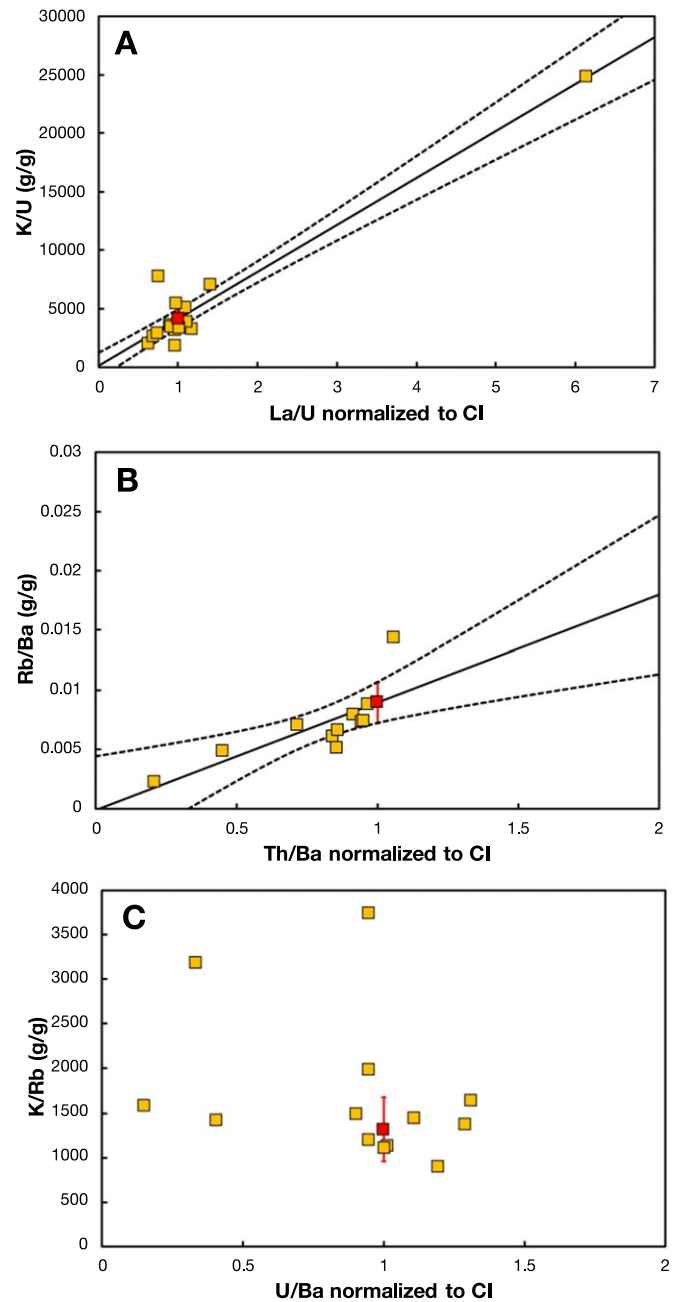 A
30000
25000
20000
15000
10000
5000
0
K/U (g/g)
0 1 2 3 4 5 6 7
La/U normalized to CI
B
0.03
0.025
0.02
0.015
0.01
0.005
0
Rb/Ba (g/g)
0 0.5 1 1.5 2
Th/Ba normalized to CI
C
4000
3500
3000
2500
2000
1500
1000
500
0
K/Rb (g/g)
0 0.5 1 1.5 2
U/Ba normalized to CI